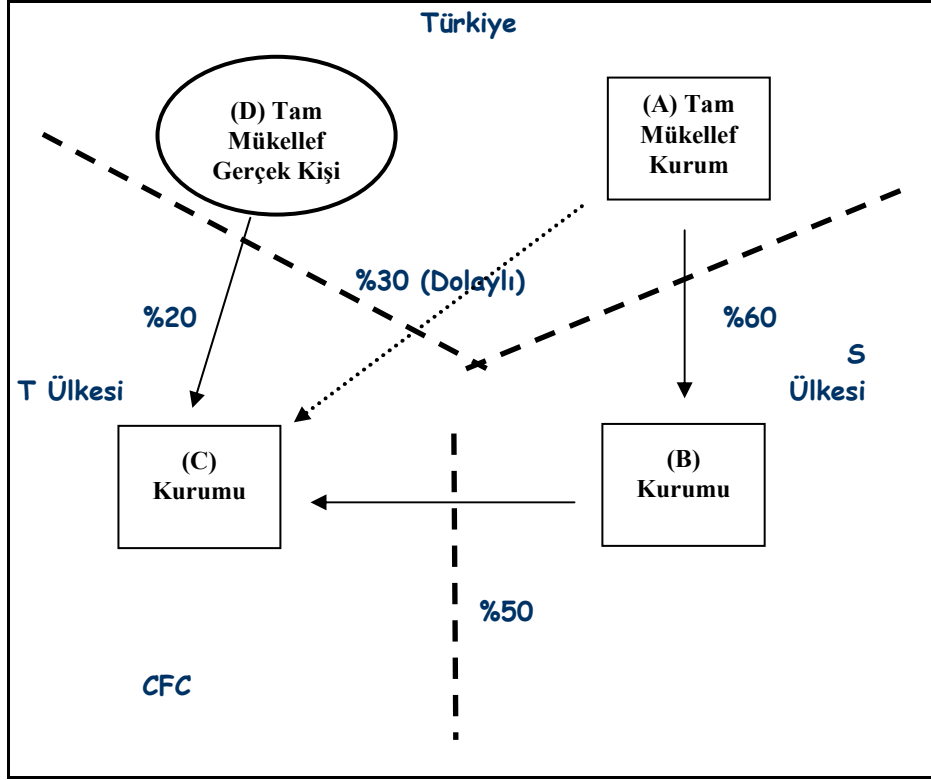 Türkiye
(D) Tam
Mükellef
Gerçek Kişi
(A) Tam
Mükellef
Kurum
%30 (Dolaylı)
%20
%60
T Ülkesi
S
Ülkesi
(C)
Kurumu
(B)
Kurumu
%50
CFC